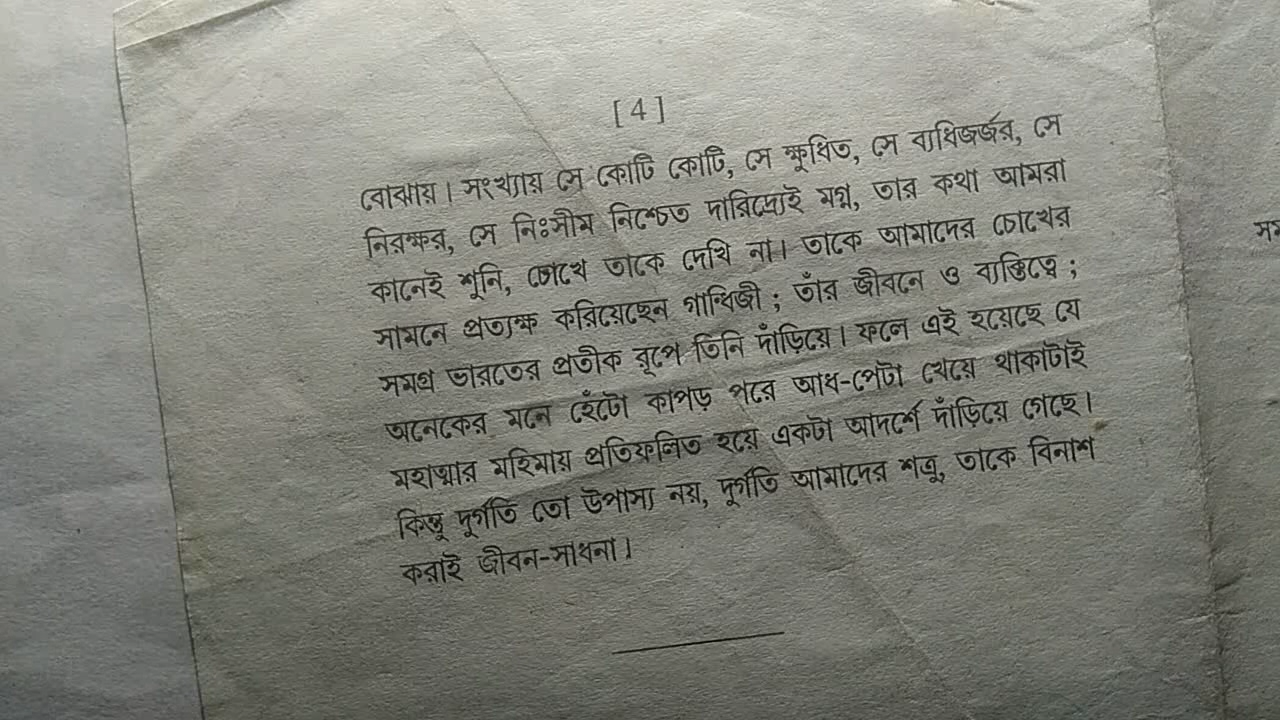 [ 4 ]
বোঝায়। সংখ্যায় সে কোটি কোটি, সে ক্ষুধিত, সে ব্যধিজর্জর, সে
নিরক্ষর, সে নিঃসীম নিশ্চেত দারিদ্র্যেই মগ্ন, তার কথা আমরা
কানেই শুনি, চোখে তাকে দেখি না। তাকে আমাদের চোখের
সামনে প্রত্যক্ষ করিয়েছেন গান্ধিজী ; তাঁর জীবনে ও ব্যক্তিত্বে ;
সমগ্র ভারতের প্রতীক রূপে তিনি দাঁড়িয়ে। ফলে এই হয়েছে যে
অনেকের মনে হেঁটো কাপড় পরে আধ-পেটা খেয়ে থাকাটাই
মহাত্মার মহিমায় প্রতিফলিত হয়ে একটা আদর্শে দাঁড়িয়ে গেছে।
কিন্তু দুর্গতি তো উপাস্য নয়, দুর্গতি আমাদের শত্রু, তাকে বিনাশ
করাই জীবন-সাধনা।